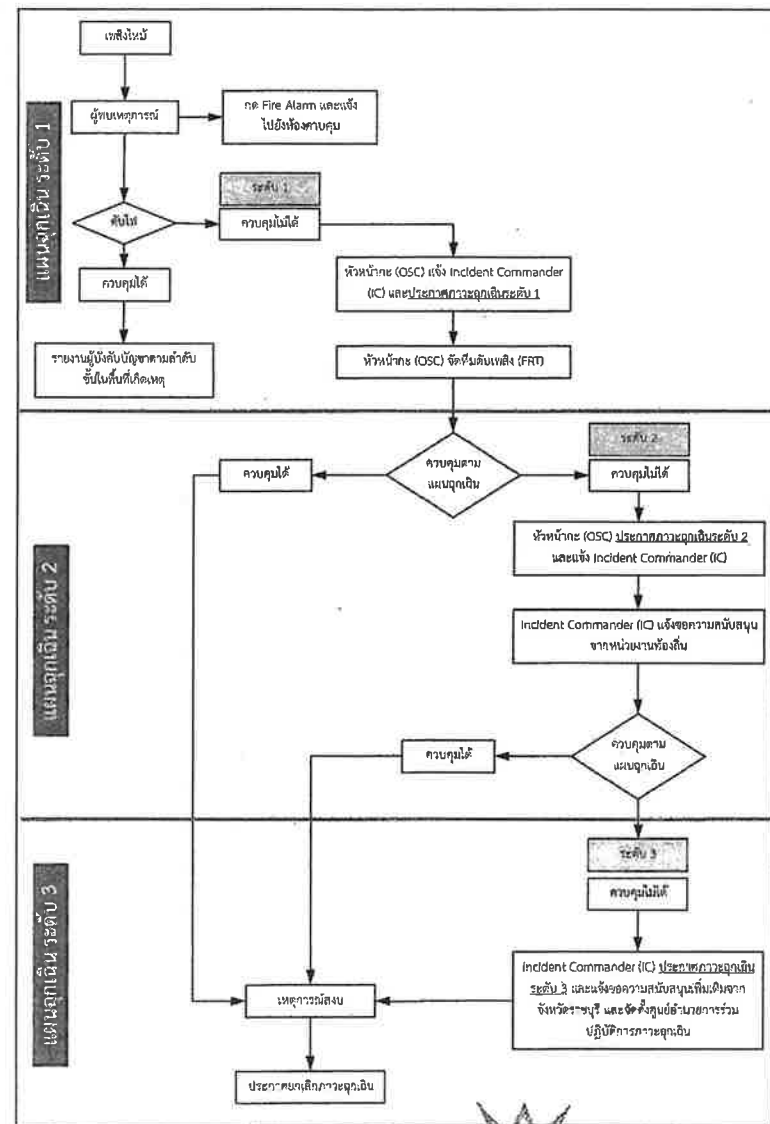 แผนฉุกเฉิน ระดับ 1
เพลิงไหม้
ผู้พบเหตุการณ์
กด Fire Alarm และแจ้ง
ไปยังห้องควบคุม
ดับไฟ
ระดับ 1
ควบคุมไม่ได้
ควบคุมได้
หัวหน้ากะ (OSC) แจ้ง Incident Commander
(IC) และประกาศภาวะฉุกเฉินระดับ 1
รายงานผู้บังคับบัญชาตามลำดับ
ขั้นในพื้นที่เกิดเหตุ
หัวหน้ากะ (OSC) จัดทีมดับเพลิง (FRT)
แผนฉุกเฉิน ระดับ 2
ควบคุมได้
ควบคุมตาม
แผนฉุกเฉิน
ระดับ 2
ควบคุมไม่ได้
หัวหน้ากะ (OSC) ประกาศภาวะฉุกเฉินระดับ 2
และแจ้ง Incident Commander (IC)
Incident Commander (IC) แจ้งขอความสนับสนุน
จากหน่วยงานท้องถิ่น
ควบคุมได้
ควบคุมตาม
แผนฉุกเฉิน
แผนฉุกเฉิน ระดับ 3
ระดับ 3
ควบคุมไม่ได้
Incident Commander (IC) ประกาศภาวะฉุกเฉิน
ระดับ 3 และแจ้งขอความสนับสนุนเพิ่มเติมจาก
จังหวัดราชบุรี และจัดตั้งศูนย์อำนวยการร่วม
ปฏิบัติการภาวะฉุกเฉิน
เหตุการณ์สงบ
ประกาศยกเลิกภาวะฉุกเฉิน